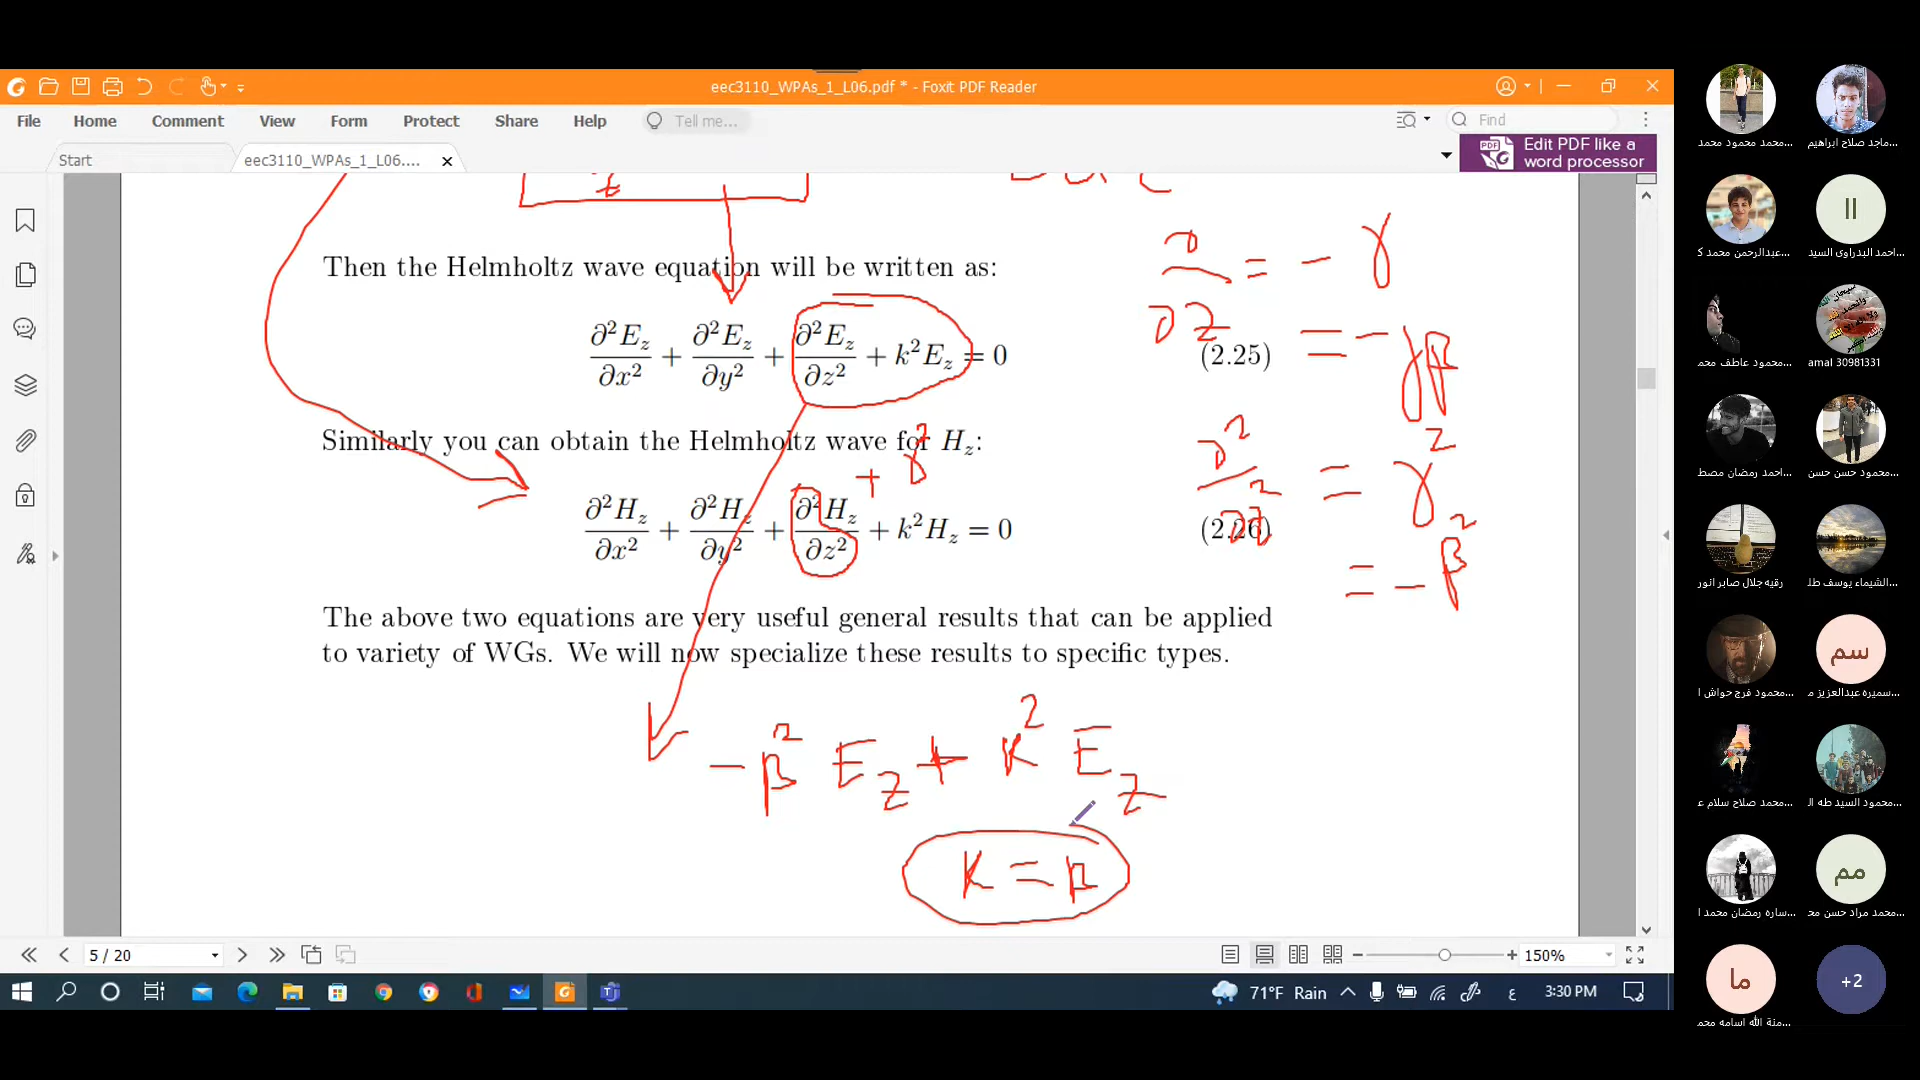 eec3110_WPAs_1_L06.pdf * - Foxit PDF Reader
File Home Comment View Form Protect Share Help Tell me... Find
Start eec3110_WPAs_1_L06.... Edit PDF like a
word processor
Then the Helmholtz wave equation will be written as:
∂²E_z/∂x² + ∂²E_z/∂y² + ∂²E_z/∂z² + k²E_z = 0 (2.25)
Similarly you can obtain the Helmholtz wave for H_z:
∂²H_z/∂x² + ∂²H_z/∂y² + ∂²H_z/∂z² + k²H_z = 0 (2.26)
The above two equations are very useful general results that can be applied
to variety of WGs. We will now specialize these results to specific types.
∂/∂z = - γ
= - jβ
∂²/∂z² = γ²
= - β²
+ γ²
- β² E_z + K² E_z
K = β
5 / 20
150%
71°F Rain
ع
3:30 PM
محمد محمود محمد...
ماجد صلاح ابراهيم...
عبدالرحمن محمد ك...
II
احمد البدراوى السيد...
محمود عاطف محمد...
amal 30981331
احمد رمضان مصط...
محمود حسن حسن...
رقيه جلال صابر انور
الشيماء يوسف طل...
محمود فرج حواش ا...
سم
سميره عبدالعزيز م...
محمد صلاح سلام ع...
محمود السيد طه ال...
ساره رمضان محمد ا...
مم
محمد مراد حسن مح...
ما
منة الله اسامه محم...
+2